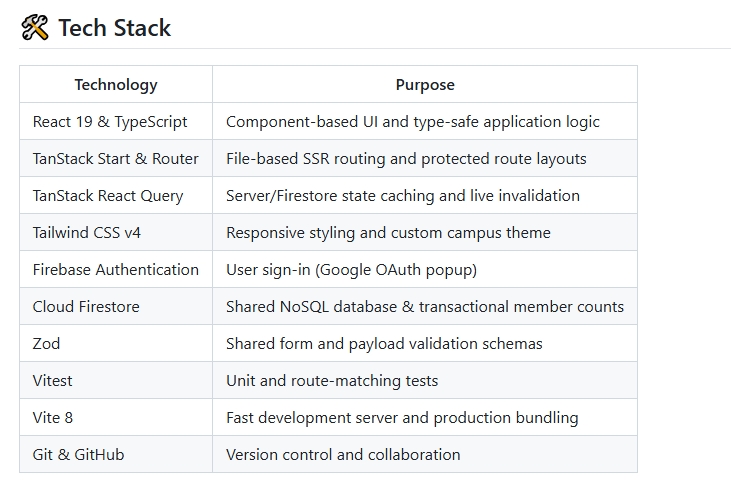 🛠️ Tech Stack
Technology Purpose
React 19 & TypeScript Component-based UI and type-safe application logic
TanStack Start & Router File-based SSR routing and protected route layouts
TanStack React Query Server/Firestore state caching and live invalidation
Tailwind CSS v4 Responsive styling and custom campus theme
Firebase Authentication User sign-in (Google OAuth popup)
Cloud Firestore Shared NoSQL database & transactional member counts
Zod Shared form and payload validation schemas
Vitest Unit and route-matching tests
Vite 8 Fast development server and production bundling
Git & GitHub Version control and collaboration